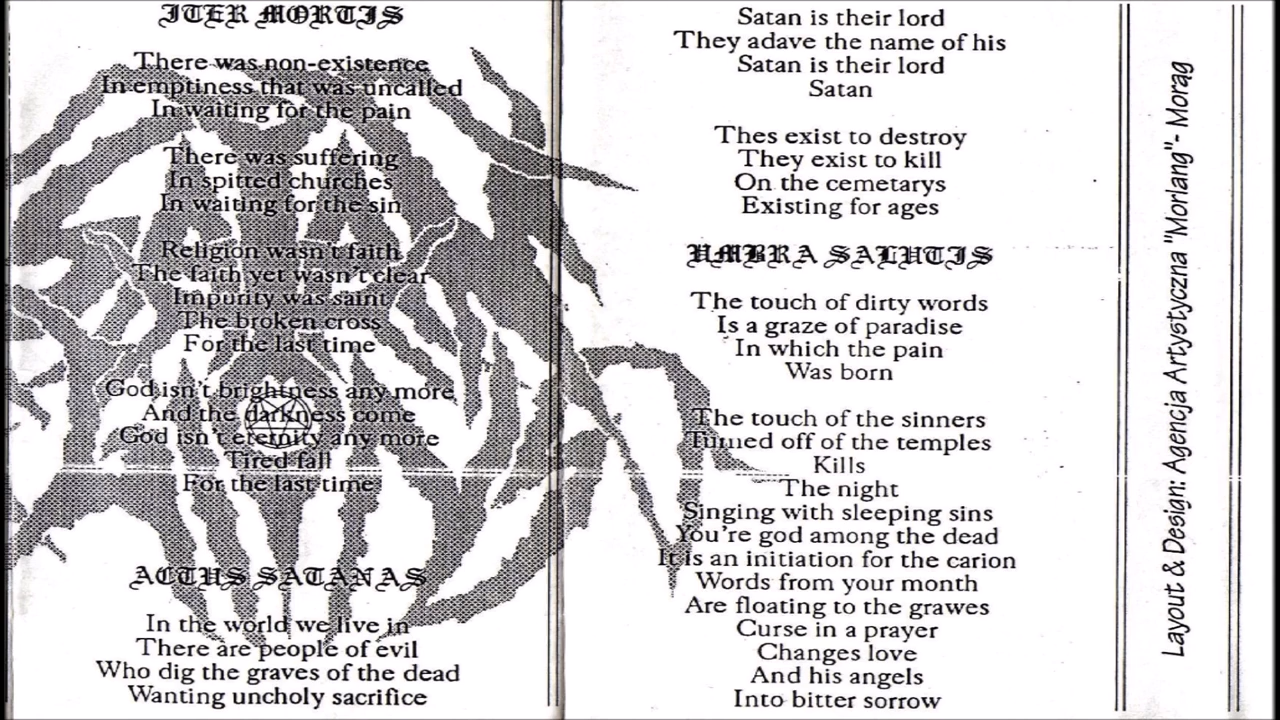 ITER MORTIS
There was non-existence
In emptiness that was uncalled
In waiting for the pain
There was suffering
In spitted churches
In waiting for the sin
Religion wasn't faith
The faith yet wasn't clear
Impurity was saint
The broken cross
For the last time
God isn't brightness any more
And the darkness come
God isn't eternity any more
Tired fall
For the last time
ACTUS SATANAS
In the world we live in
There are people of evil
Who dig the graves of the dead
Wanting uncholy sacrifice
Satan is their lord
They adave the name of his
Satan is their lord
Satan
Thes exist to destroy
They exist to kill
On the cemetarys
Existing for ages
UMBRA SALUTIS
The touch of dirty words
Is a graze of paradise
In which the pain
Was born
The touch of the sinners
Turned off of the temples
Kills
The night
Singing with sleeping sins
You're god among the dead
It is an initiation for the carion
Words from your month
Are floating to the grawes
Curse in a prayer
Changes love
And his angels
Into bitter sorrow
Layout & Design: Agencja Artystyczna "Morlang"- Morąg